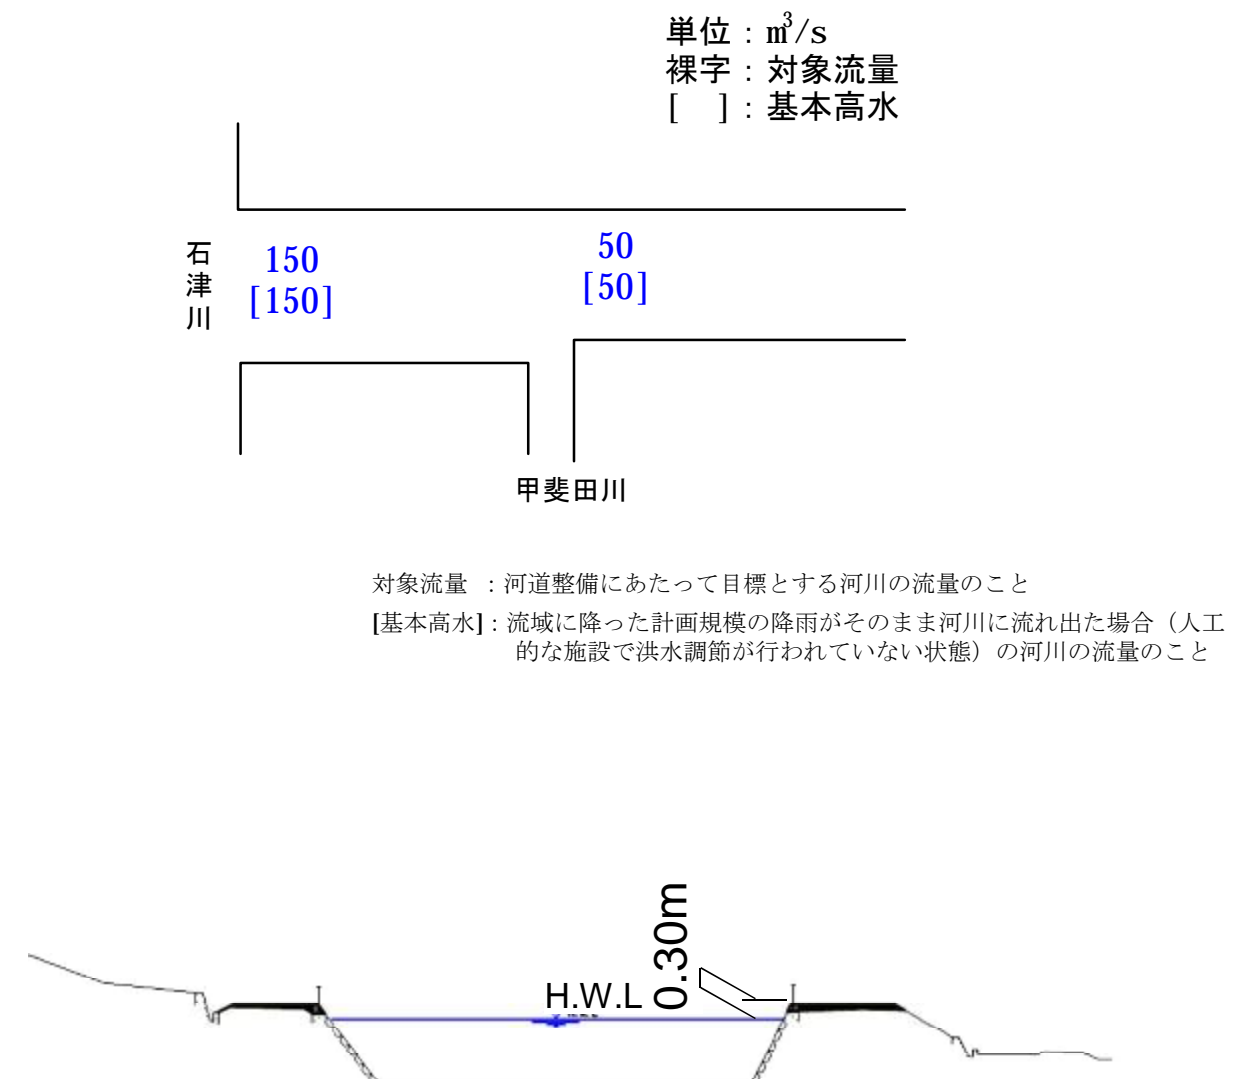 単位：m³/s
裸字：対象流量
[　]：基本高水
石津川
150
[150]
50
[50]
甲斐田川
対象流量　：河道整備にあたって目標とする河川の流量のこと
[基本高水]：流域に降った計画規模の降雨がそのまま河川に流れ出た場合（人工
的な施設で洪水調節が行われていない状態）の河川の流量のこと
0.30m
H.W.L